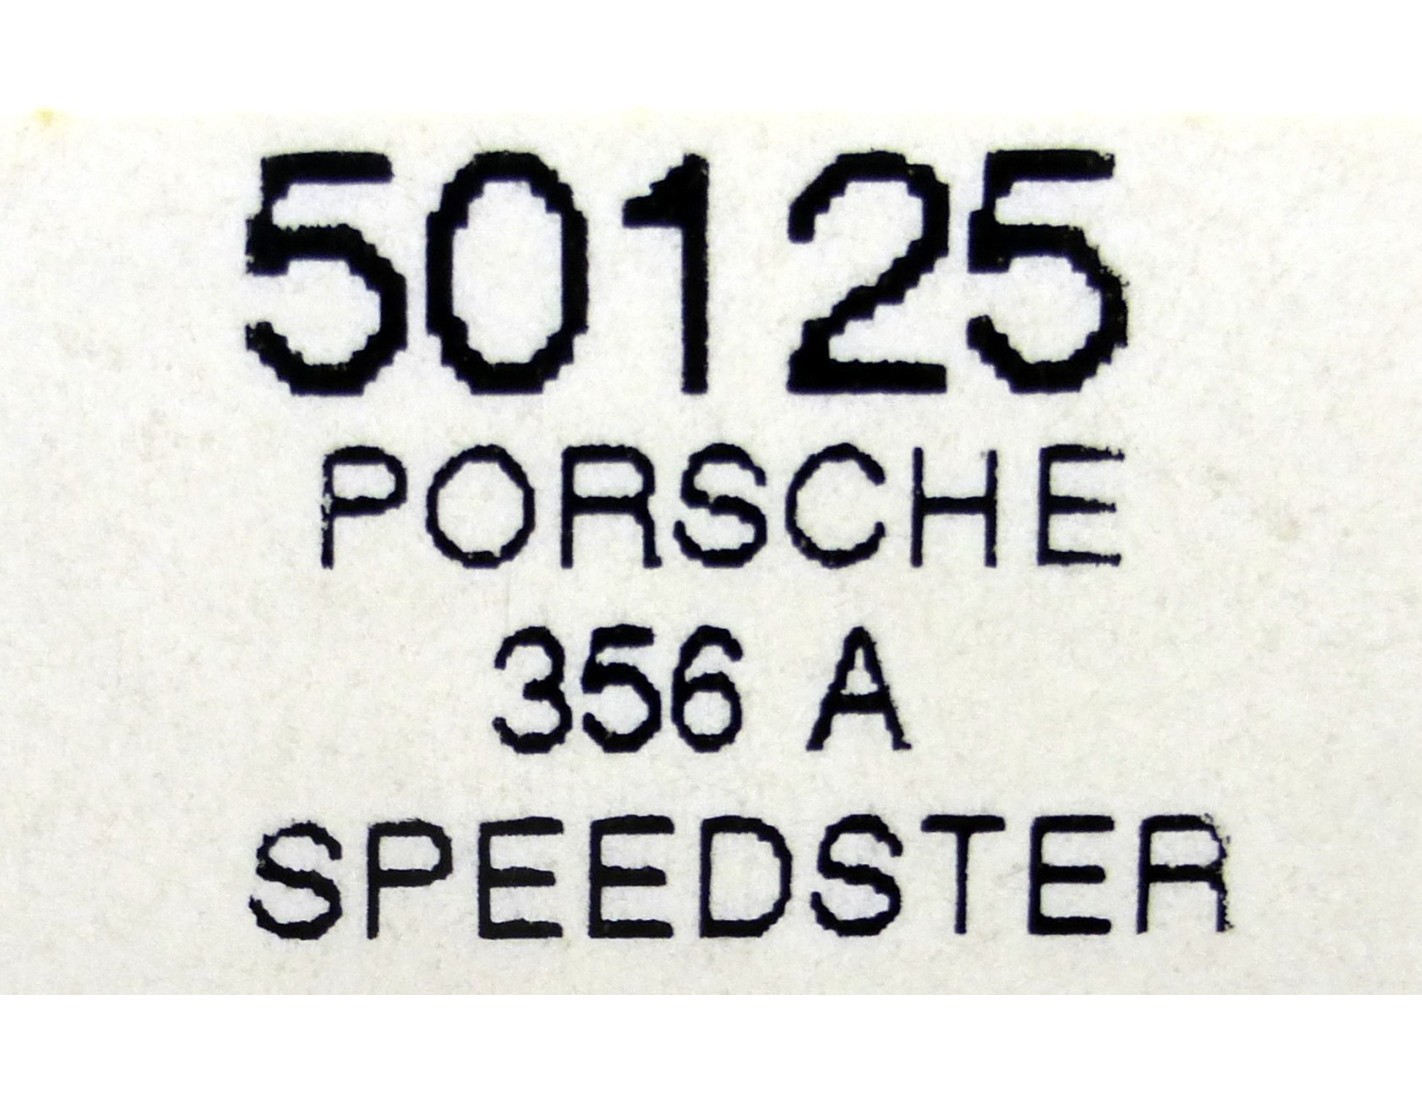 50125
PORSCHE
356 A
SPEEDSTER